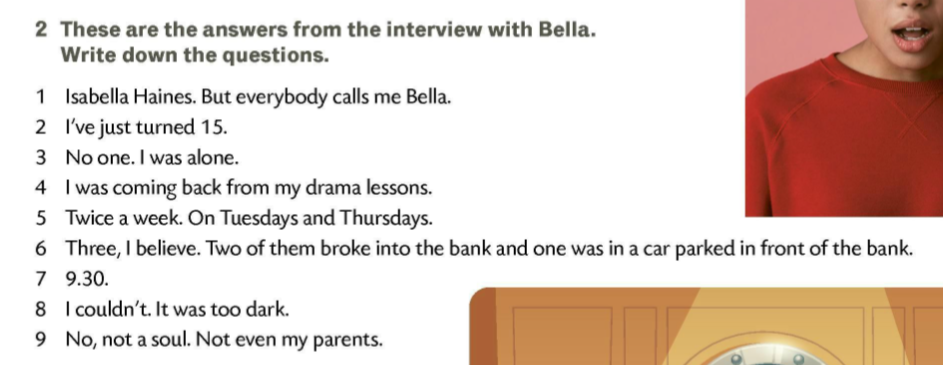 2 These are the answers from the interview with Bella.
Write down the questions.
1 Isabella Haines. But everybody calls me Bella.
2 I've just turned 15.
3 No one. I was alone.
4 I was coming back from my drama lessons.
5 Twice a week. On Tuesdays and Thursdays.
6 Three, I believe. Two of them broke into the bank and one was in a car parked in front of the bank.
7 9.30.
8 I couldn't. It was too dark.
9 No, not a soul. Not even my parents.